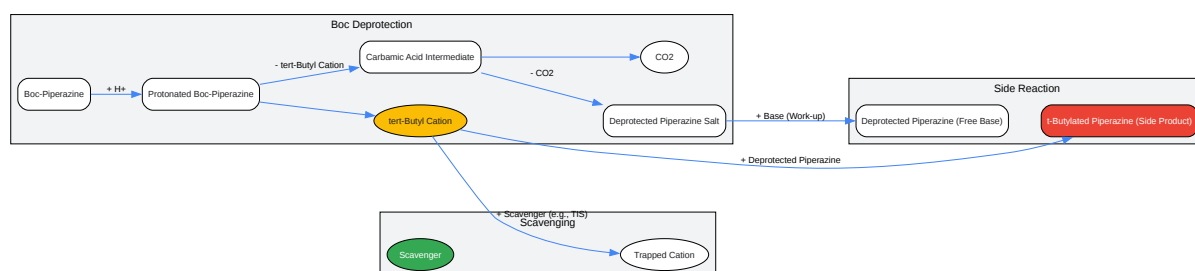 Boc Deprotection
Boc-Piperazine
+ H+
Protonated Boc-Piperazine
- tert-Butyl Cation
Carbamic Acid Intermediate
CO2
- CO2
tert-Butyl Cation
Deprotected Piperazine Salt
+ Base (Work-up)
Side Reaction
Deprotected Piperazine (Free Base)
t-Butylated Piperazine (Side Product)
+ Deprotected Piperazine
+ Scavenger (e.g., TIS)
Scavenging
Scavenger
Trapped Cation